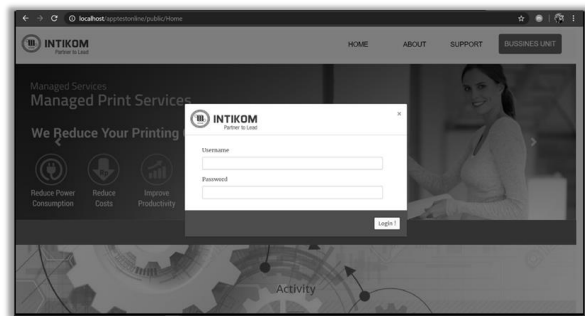 localhost/apptestonline/public/Home
INTIKOM
Partner to Lead
HOME ABOUT SUPPORT BUSSINES UNIT
Managed Services
Managed Print Services
We Reduce Your Printing
Reduce Power Consumption
Reduce Costs
Improve Productivity
INTIKOM
Partner to Lead
×
Username
Password
Login !
Activity